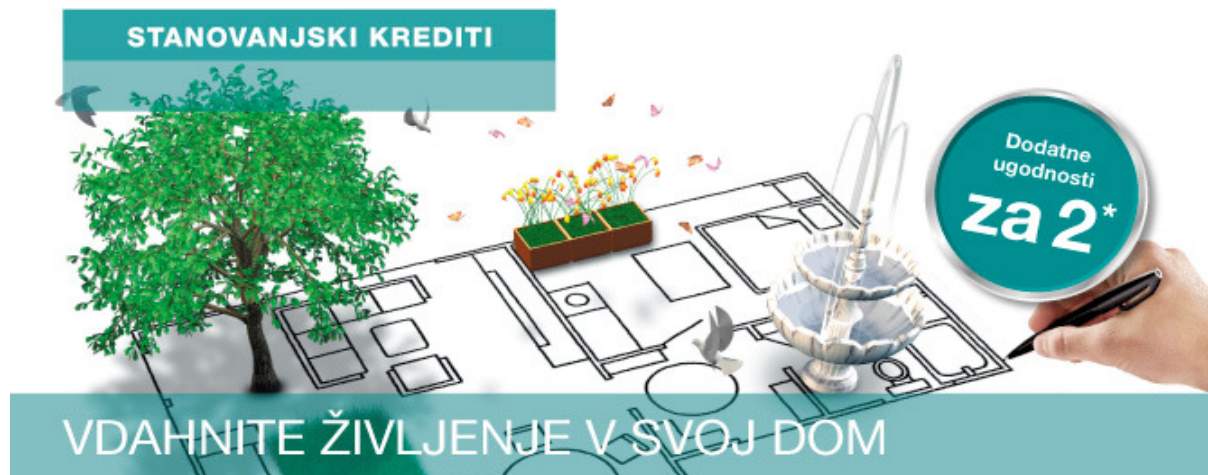 STANOVANJSKI KREDITI
Dodatne
ugodnosti
za 2*
VDAHNITE ŽIVLJENJE V SVOJ DOM